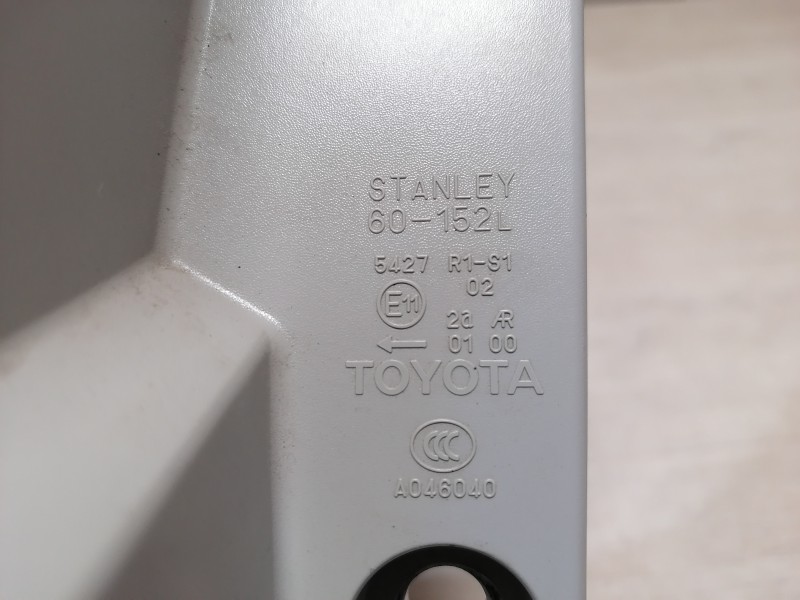 STANLEY
60-152L
5427 R1-S1
02
E11
2a AR
← 01 00
TOYOTA
CCC
A046040